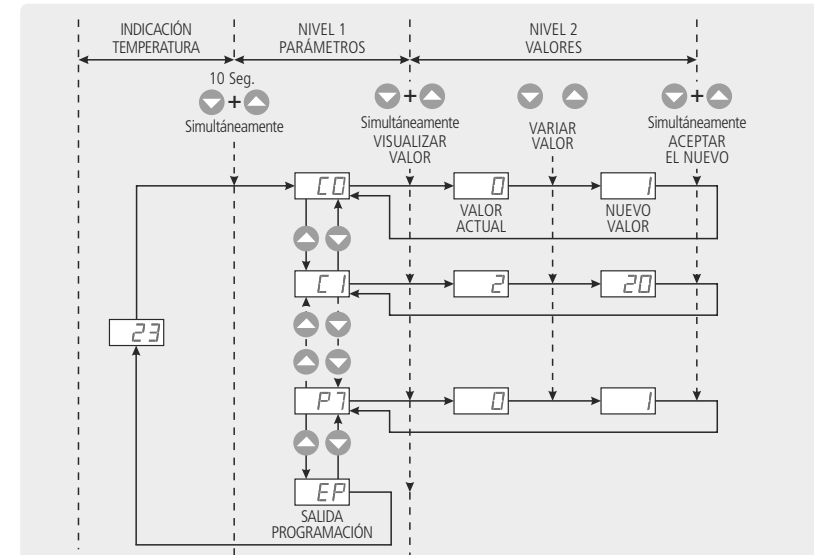 INDICACIÓN
TEMPERATURA
NIVEL 1
PARÁMETROS
NIVEL 2
VALORES
10 Seg.
+
Simultáneamente
+
Simultáneamente
VISUALIZAR
VALOR
VARIAR
VALOR
+
Simultáneamente
ACEPTAR
EL NUEVO
C0
0
VALOR
ACTUAL
1
NUEVO
VALOR
C1
2
20
23
P7
0
1
EP
SALIDA
PROGRAMACIÓN